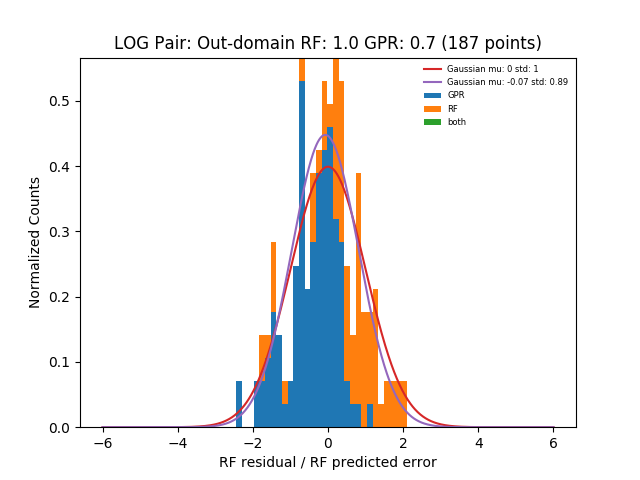 LOG Pair: Out-domain RF: 1.0 GPR: 0.7 (187 points)
Gaussian mu: 0 std: 1
Gaussian mu: -0.07 std: 0.89
GPR
RF
both
Normalized Counts
0.5
0.4
0.3
0.2
0.1
0.0
−6 −4 −2 0 2 4 6
RF residual / RF predicted error